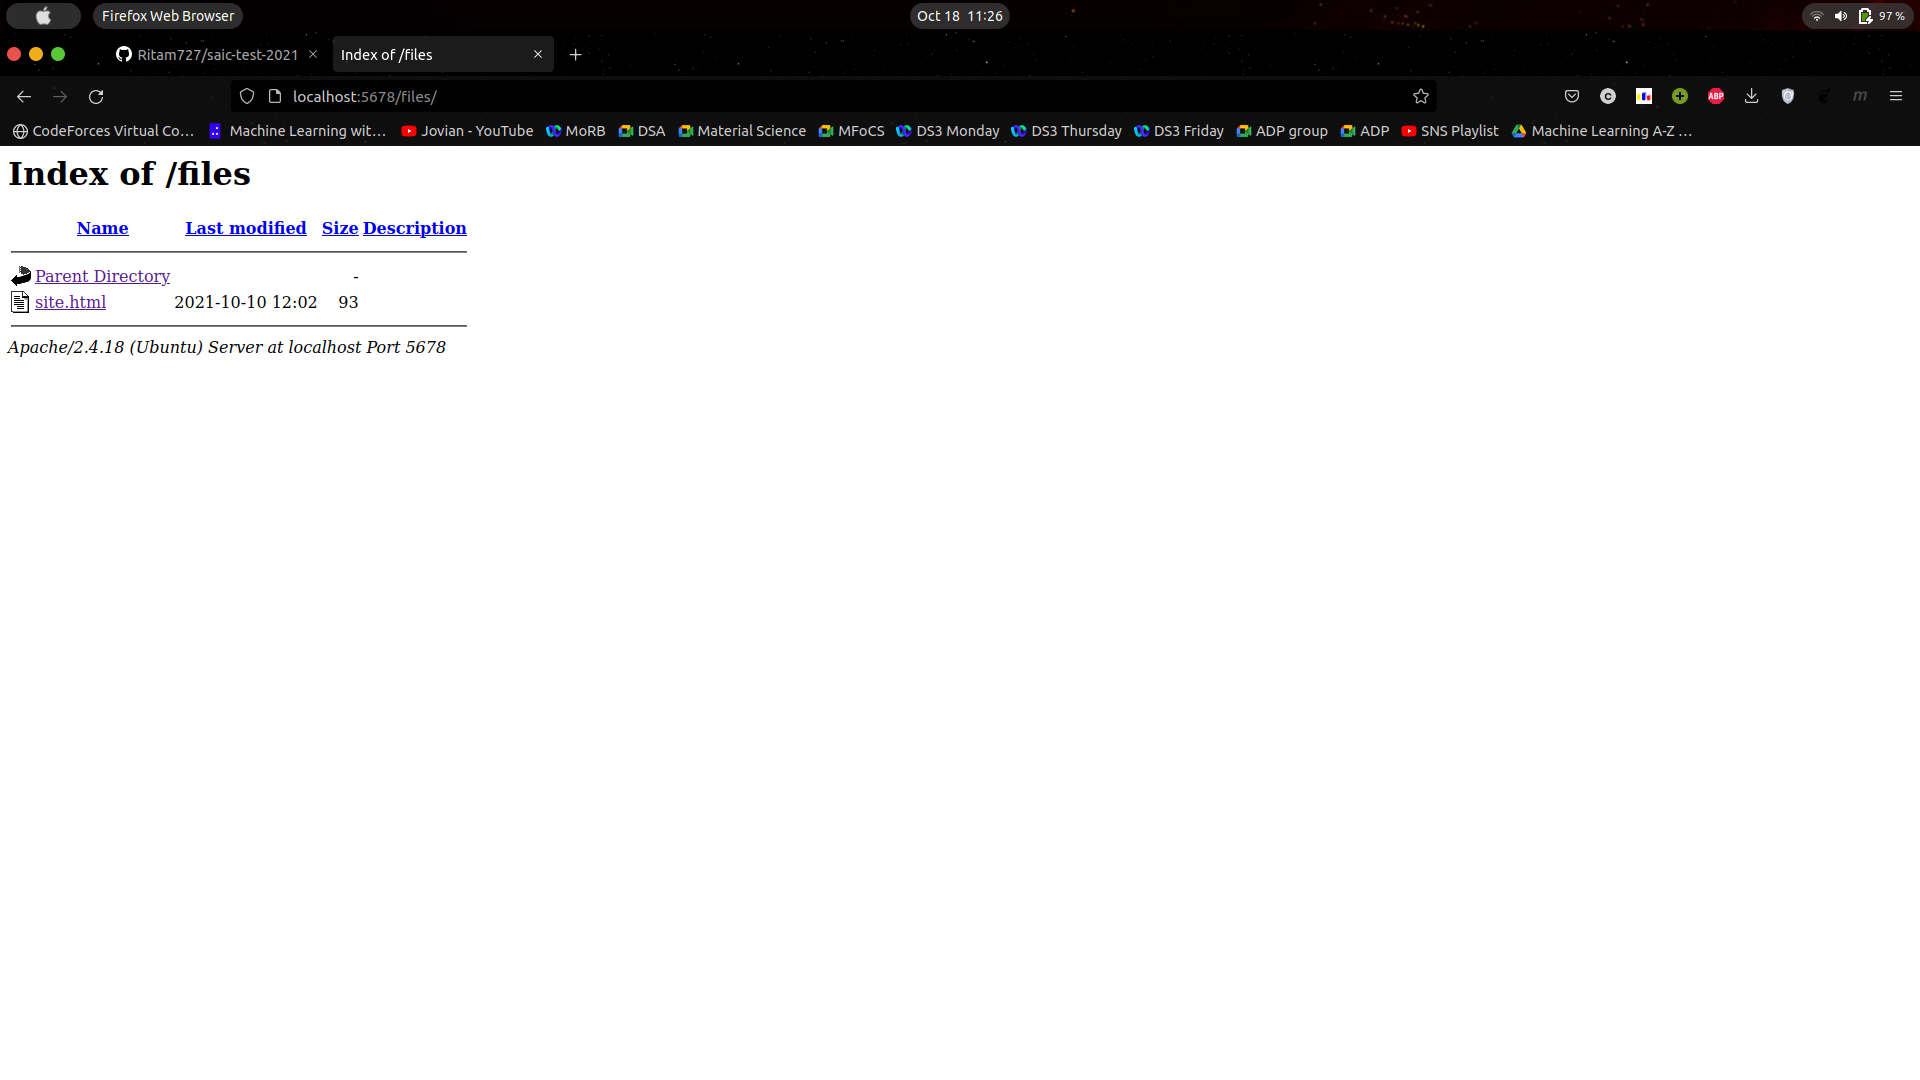 Firefox Web Browser
Oct 18 11:26
97 %
Ritam727/saic-test-2021
Index of /files
localhost:5678/files/
C
ABP
m
CodeForces Virtual Co…
Machine Learning wit…
Jovian - YouTube
MoRB
DSA
Material Science
MFoCS
DS3 Monday
DS3 Thursday
DS3 Friday
ADP group
ADP
SNS Playlist
Machine Learning A-Z …
Index of /files
Name Last modified Size Description
Parent Directory -
site.html 2021-10-10 12:02 93
Apache/2.4.18 (Ubuntu) Server at localhost Port 5678